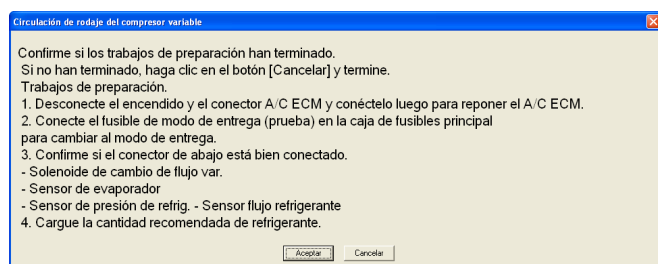 Circulación de rodaje del compresor variable
Confirme si los trabajos de preparación han terminado.
Si no han terminado, haga clic en el botón [Cancelar] y termine.
Trabajos de preparación.
1. Desconecte el encendido y el conector A/C ECM y conéctelo luego para reponer el A/C ECM.
2. Conecte el fusible de modo de entrega (prueba) en la caja de fusibles principal
para cambiar al modo de entrega.
3. Confirme si el conector de abajo está bien conectado.
- Solenoide de cambio de flujo var.
- Sensor de evaporador
- Sensor de presión de refrig. - Sensor flujo refrigerante
4. Cargue la cantidad recomendada de refrigerante.
Aceptar Cancelar